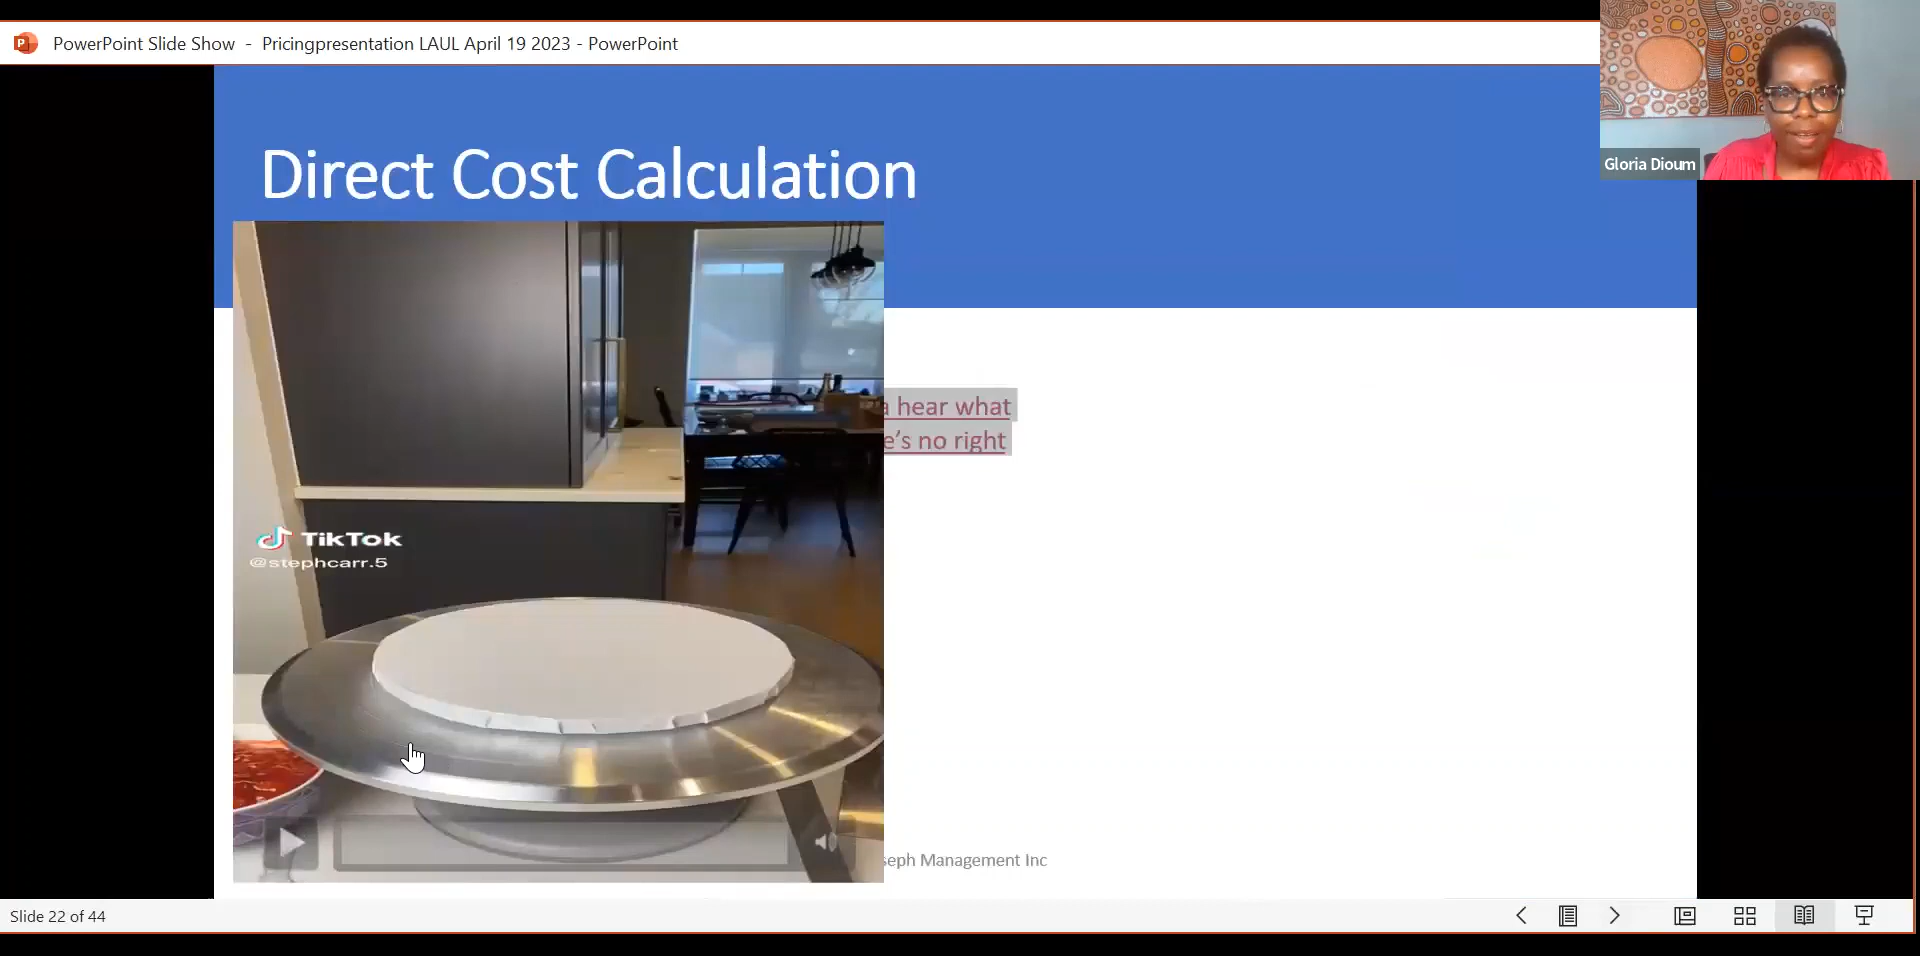 PowerPoint Slide Show - Pricingpresentation LAUL April 19 2023 - PowerPoint
Gloria Dioum
Direct Cost Calculation
a hear what
e's no right
TikTok
@stephcarr.5
seph Management Inc
Slide 22 of 44